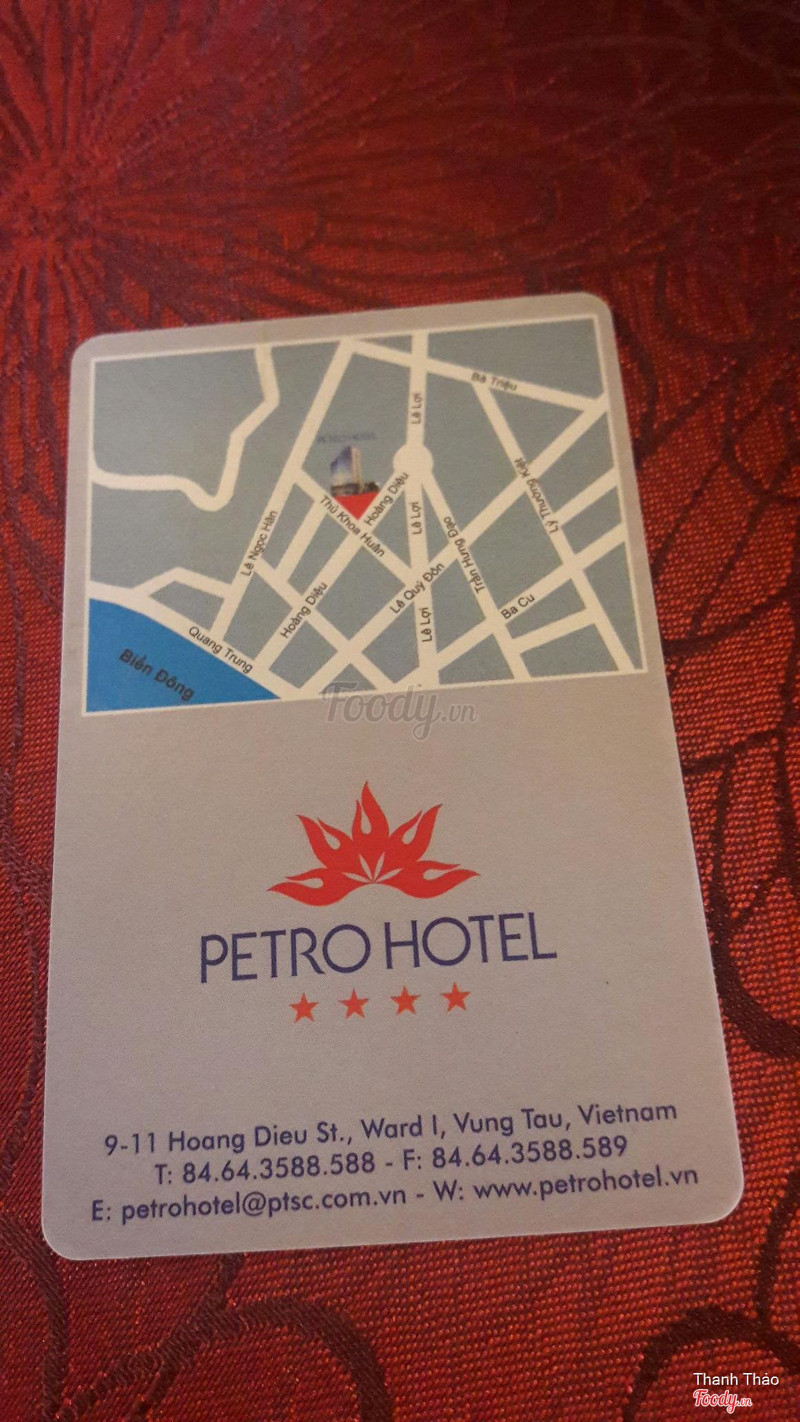 Bà Triệu
Lê Lợi
Lý Thường Kiệt
Hoàng Diệu
Thủ Khoa Huân
Lê Lợi
Trần Hưng Đạo
Lê Ngọc Hân
Lê Quý Đôn
Ba Cu
Hoàng Diệu
Lê Lợi
Quang Trung
Biển Đông
Foody.vn
PETRO HOTEL
9-11 Hoang Dieu St., Ward I, Vung Tau, Vietnam
T: 84.64.3588.588 - F: 84.64.3588.589
E: petrohotel@ptsc.com.vn - W: www.petrohotel.vn
Thanh Thảo
Foody.vn